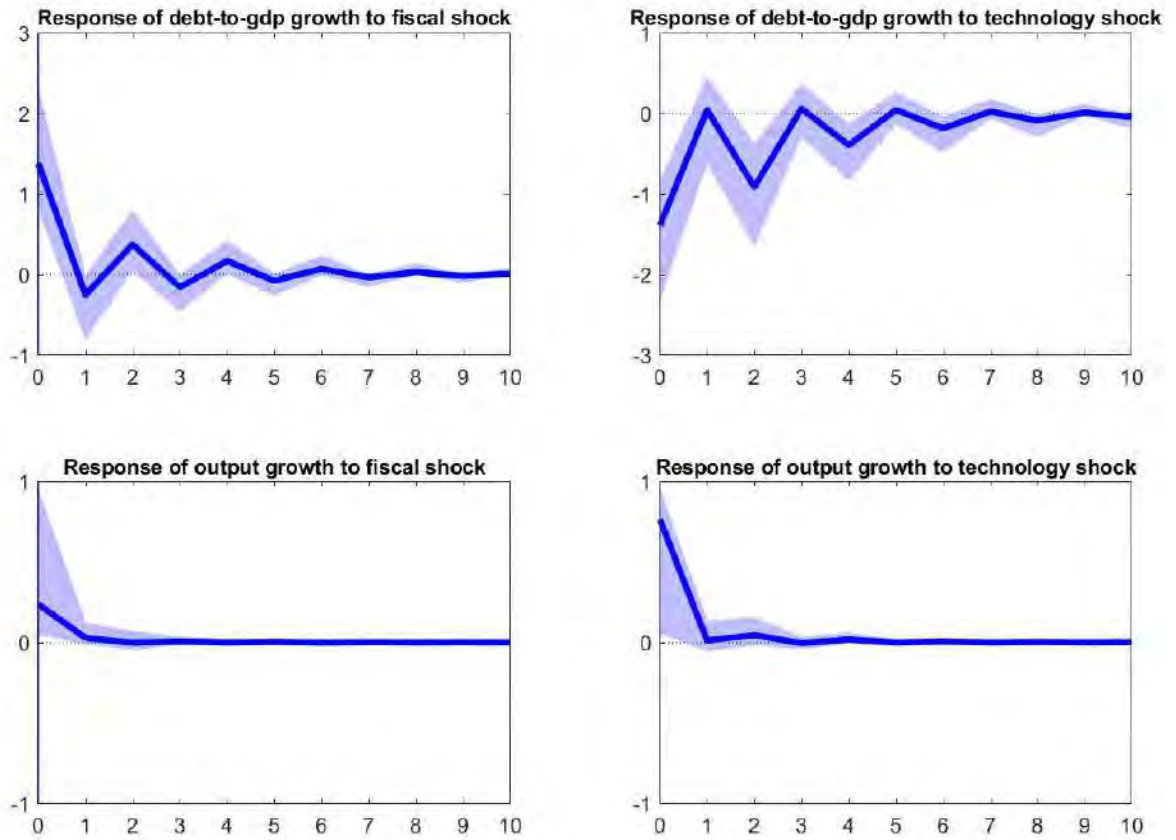 Response of debt-to-gdp growth to fiscal shock
3
2
1
0
-1
0 1 2 3 4 5 6 7 8 9 10
Response of debt-to-gdp growth to technology shock
1
0
-1
-2
-3
0 1 2 3 4 5 6 7 8 9 10
Response of output growth to fiscal shock
1
0
-1
0 1 2 3 4 5 6 7 8 9 10
Response of output growth to technology shock
1
0
-1
0 1 2 3 4 5 6 7 8 9 10